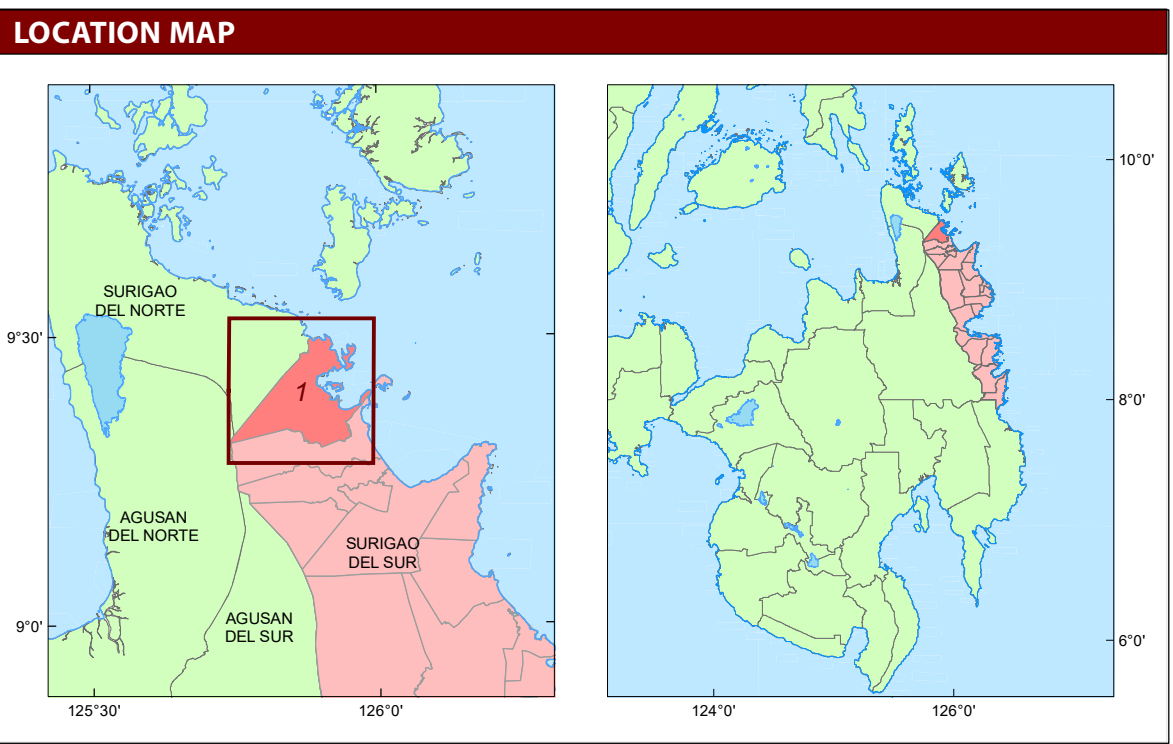 LOCATION MAP
SURIGAO
DEL NORTE
9°30'
1
AGUSAN
DEL NORTE
SURIGAO
DEL SUR
AGUSAN
DEL SUR
9°0'
125°30'
126°0'
10°0'
8°0'
6°0'
124°0'
126°0'